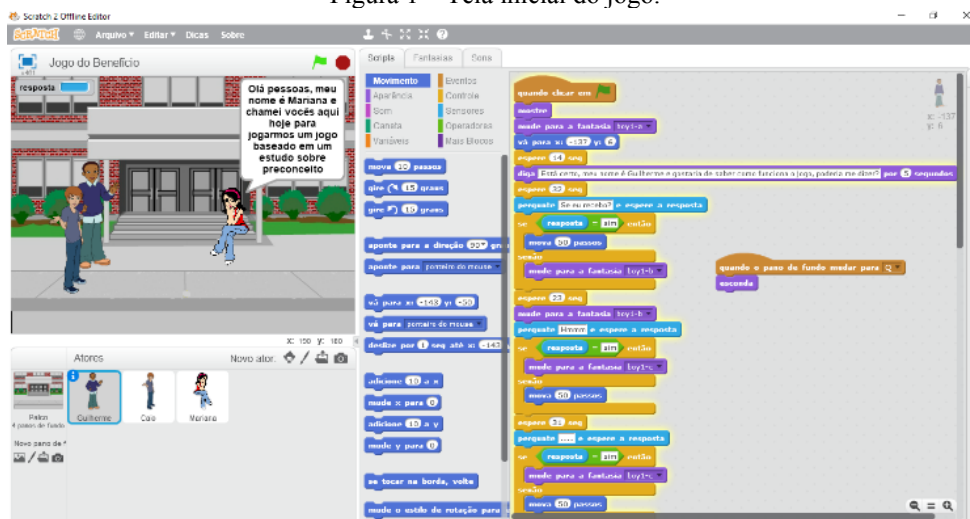 Figura 1 – Tela inicial do jogo.
Scratch 2 Offline Editor
SCRATCH Arquivo Editar Dicas Sobre
Jogo do Benefício
resposta
Olá pessoas, meu
nome é Mariana e
chamei vocês aqui
hoje para
jogarmos um jogo
baseado em um
estudo sobre
preconceito
x: 190 y: 180
Atores
Novo ator:
Palco
4 panos de fundo
Novo pano de
Guilherme
Caio
Mariana
Scripts Fantasias Sons
Movimento Eventos
Aparência Controle
Som Sensores
Caneta Operadores
Variáveis Mais Blocos
mova 10 passos
gire 15 graus
gire 15 graus
aponte para a direção 90
aponte para ponteiro do mouse
vá para x: -143 y: -50
vá para ponteiro do mouse
deslize por 1 seg até x: -143
adicione 10 a x
mude x para 0
adicione 10 a y
mude y para 0
se tocar na borda, volte
mude o estilo de rotação para
quando clicar em
mostre
mude para a fantasia boy1-a
vá para x: -137 y: 6
espere 14 seg
diga Está certo, meu nome é Guilherme e gostaria de saber como funciona o jogo, poderia me dizer? por 5 segundos
espere 32 seg
pergunte Se eu recebo? e espere a resposta
se resposta = sim então
mova 50 passos
senão
mude para a fantasia boy1-b
espere 23 seg
mude para a fantasia boy1-b
pergunte Hmmm e espere a resposta
se resposta = sim então
mude para a fantasia boy1-c
senão
mova 50 passos
espere 31 seg
pergunte .... e espere a resposta
se resposta = sim então
mude para a fantasia boy1-c
senão
mova 50 passos
quando o pano de fundo mudar para
esconda
x: -137
y: 6